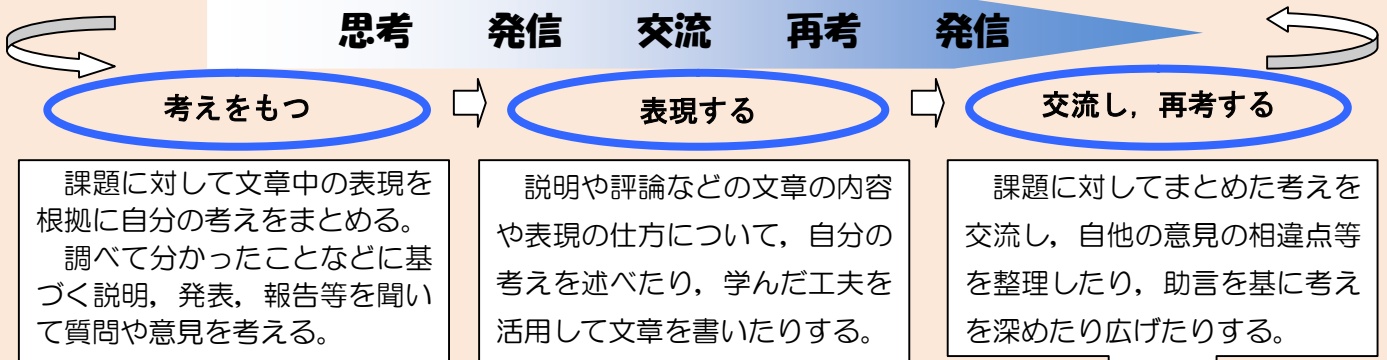 思考　発信　交流　再考　発信
考えをもつ
表現する
交流し，再考する
　課題に対して文章中の表現を
根拠に自分の考えをまとめる。
　調べて分かったことなどに基
づく説明，発表，報告等を聞い
て質問や意見を考える。
　説明や評論などの文章の内容
や表現の仕方について，自分の
考えを述べたり，学んだ工夫を
活用して文章を書いたりする。
　課題に対してまとめた考えを
交流し，自他の意見の相違点等
を整理したり，助言を基に考え
を深めたり広げたりする。